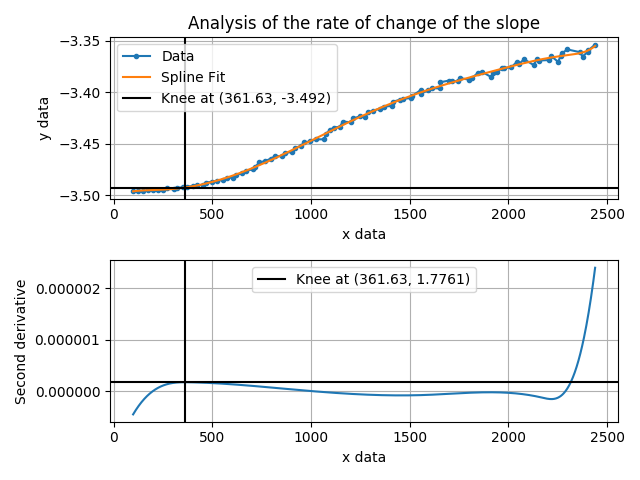 Analysis of the rate of change of the slope
−3.35
−3.40
−3.45
−3.50
y data
Data
Spline Fit
Knee at (361.63, -3.492)
0 500 1000 1500 2000 2500
x data
0.000002
0.000001
0.000000
Second derivative
Knee at (361.63, 1.7761)
0 500 1000 1500 2000 2500
x data